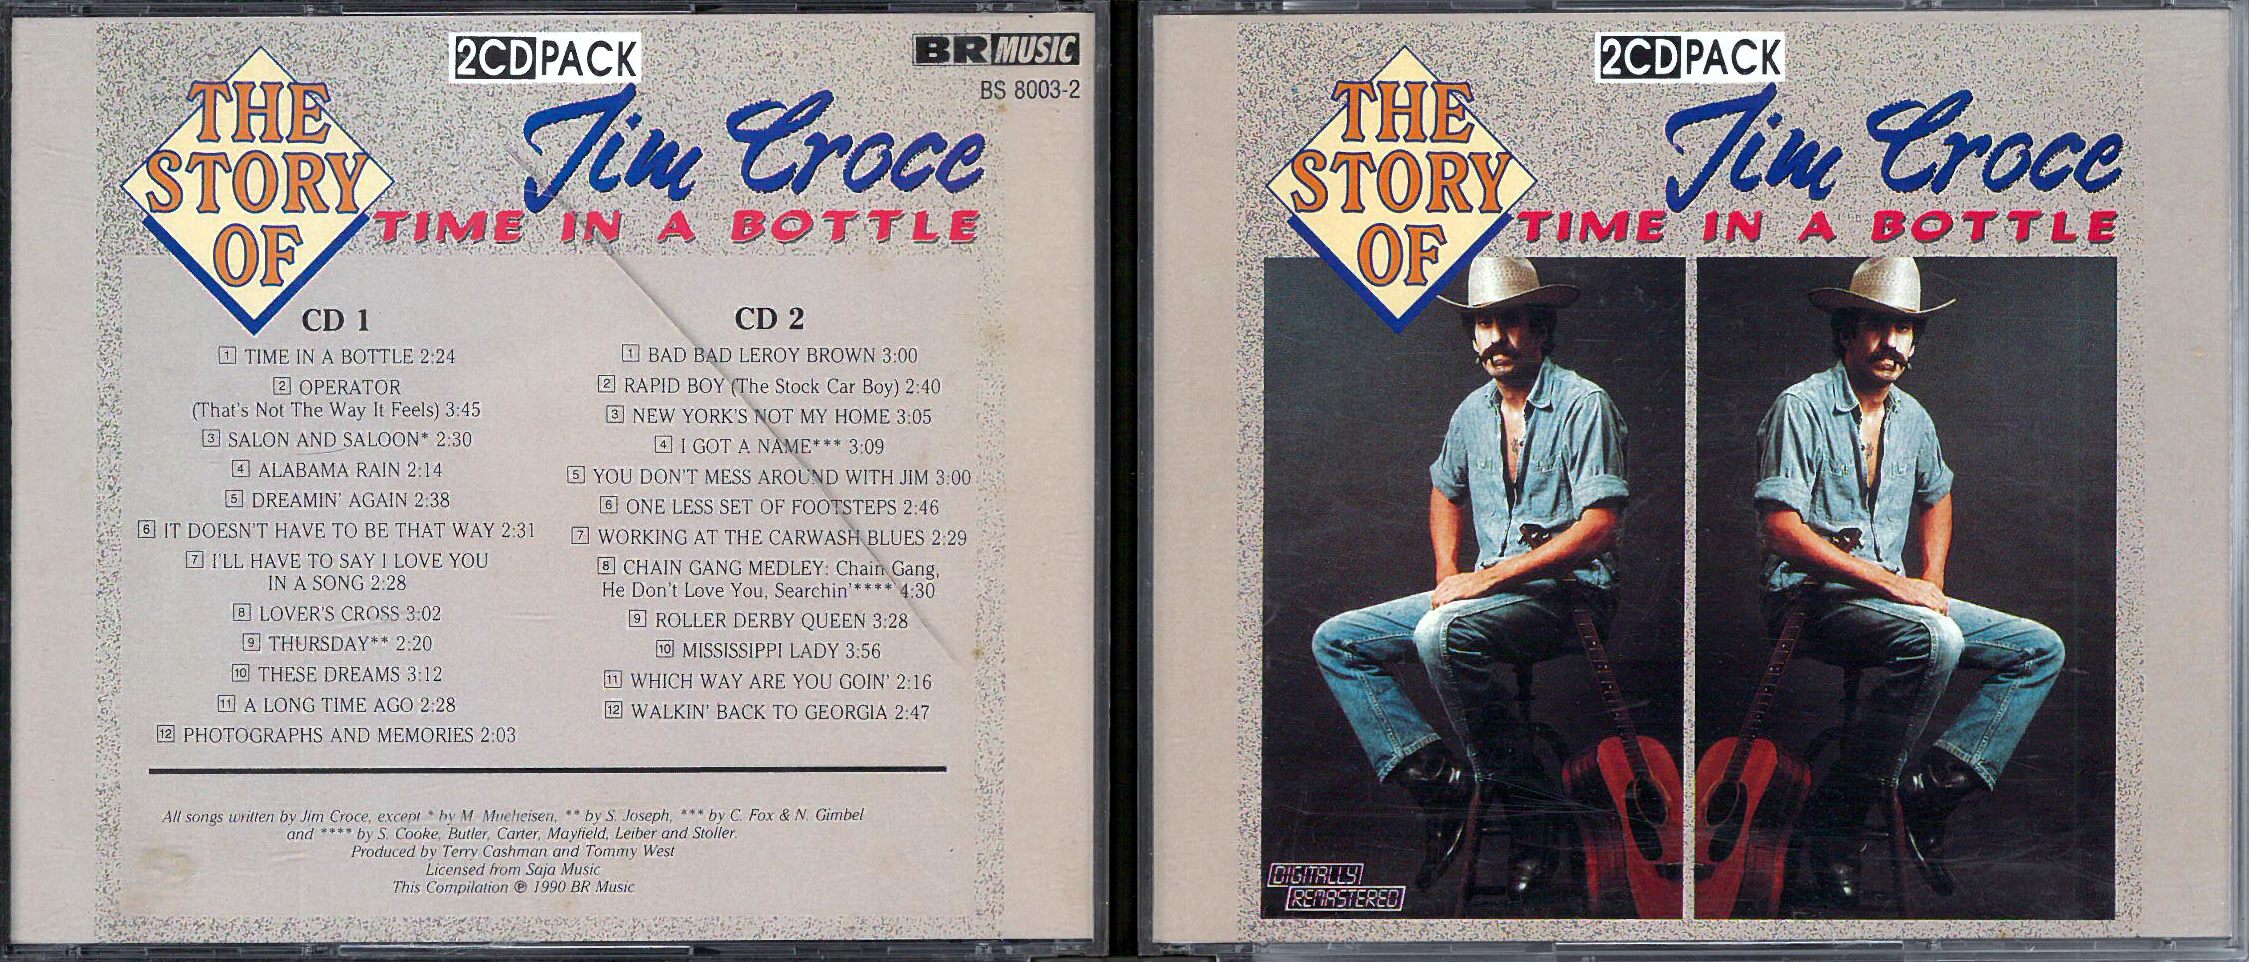 2CDPACK
BR MUSIC
BS 8003-2
THE
STORY
OF
Jim Croce
TIME IN A BOTTLE
CD 1
1 TIME IN A BOTTLE 2:24
2 OPERATOR
(That's Not The Way It Feels) 3:45
3 SALON AND SALOON* 2:30
4 ALABAMA RAIN 2:14
5 DREAMIN' AGAIN 2:38
6 IT DOESN'T HAVE TO BE THAT WAY 2:31
7 I'LL HAVE TO SAY I LOVE YOU
IN A SONG 2:28
8 LOVER'S CROSS 3:02
9 THURSDAY** 2:20
10 THESE DREAMS 3:12
11 A LONG TIME AGO 2:28
12 PHOTOGRAPHS AND MEMORIES 2:03
CD 2
1 BAD BAD LEROY BROWN 3:00
2 RAPID BOY (The Stock Car Boy) 2:40
3 NEW YORK'S NOT MY HOME 3:05
4 I GOT A NAME*** 3:09
5 YOU DON'T MESS AROUND WITH JIM 3:00
6 ONE LESS SET OF FOOTSTEPS 2:46
7 WORKING AT THE CARWASH BLUES 2:29
8 CHAIN GANG MEDLEY: Chain Gang,
He Don't Love You, Searchin'**** 4:30
9 ROLLER DERBY QUEEN 3:28
10 MISSISSIPPI LADY 3:56
11 WHICH WAY ARE YOU GOIN' 2:16
12 WALKIN' BACK TO GEORGIA 2:47
All songs written by Jim Croce, except * by M. Mueheisen, ** by S. Joseph, *** by C. Fox & N. Gimbel
and **** by S. Cooke, Butler, Carter, Mayfield, Leiber and Stoller.
Produced by Terry Cashman and Tommy West
Licensed from Saja Music
This Compilation ℗ 1990 BR Music
2CDPACK
THE
STORY
OF
Jim Croce
TIME IN A BOTTLE
DIGITALLY
REMASTERED